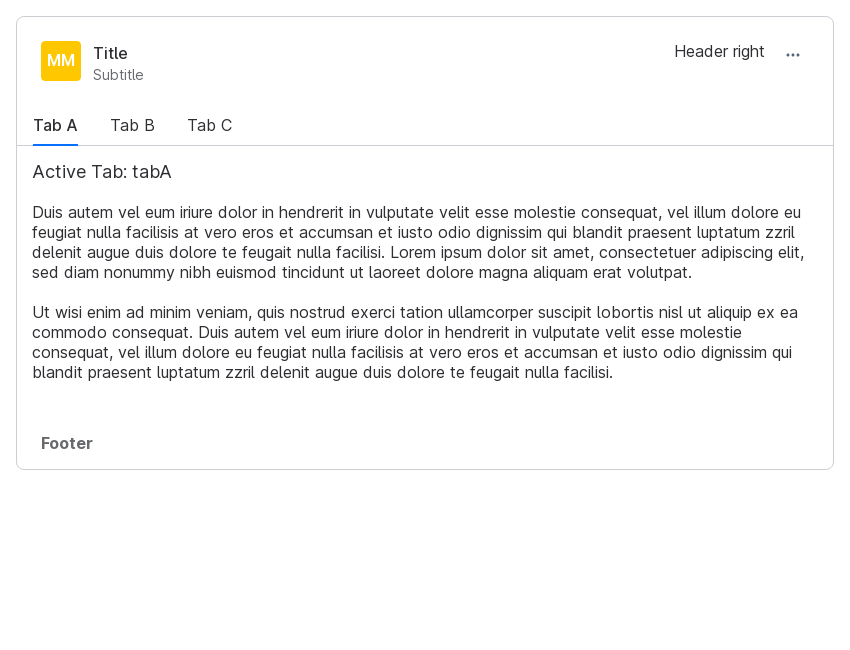 MM
Title
Subtitle
Header right
Tab A
Tab B
Tab C
Active Tab: tabA
Duis autem vel eum iriure dolor in hendrerit in vulputate velit esse molestie consequat, vel illum dolore eu
feugiat nulla facilisis at vero eros et accumsan et iusto odio dignissim qui blandit praesent luptatum zzril
delenit augue duis dolore te feugait nulla facilisi. Lorem ipsum dolor sit amet, consectetuer adipiscing elit,
sed diam nonummy nibh euismod tincidunt ut laoreet dolore magna aliquam erat volutpat.
Ut wisi enim ad minim veniam, quis nostrud exerci tation ullamcorper suscipit lobortis nisl ut aliquip ex ea
commodo consequat. Duis autem vel eum iriure dolor in hendrerit in vulputate velit esse molestie
consequat, vel illum dolore eu feugiat nulla facilisis at vero eros et accumsan et iusto odio dignissim qui
blandit praesent luptatum zzril delenit augue duis dolore te feugait nulla facilisi.
Footer